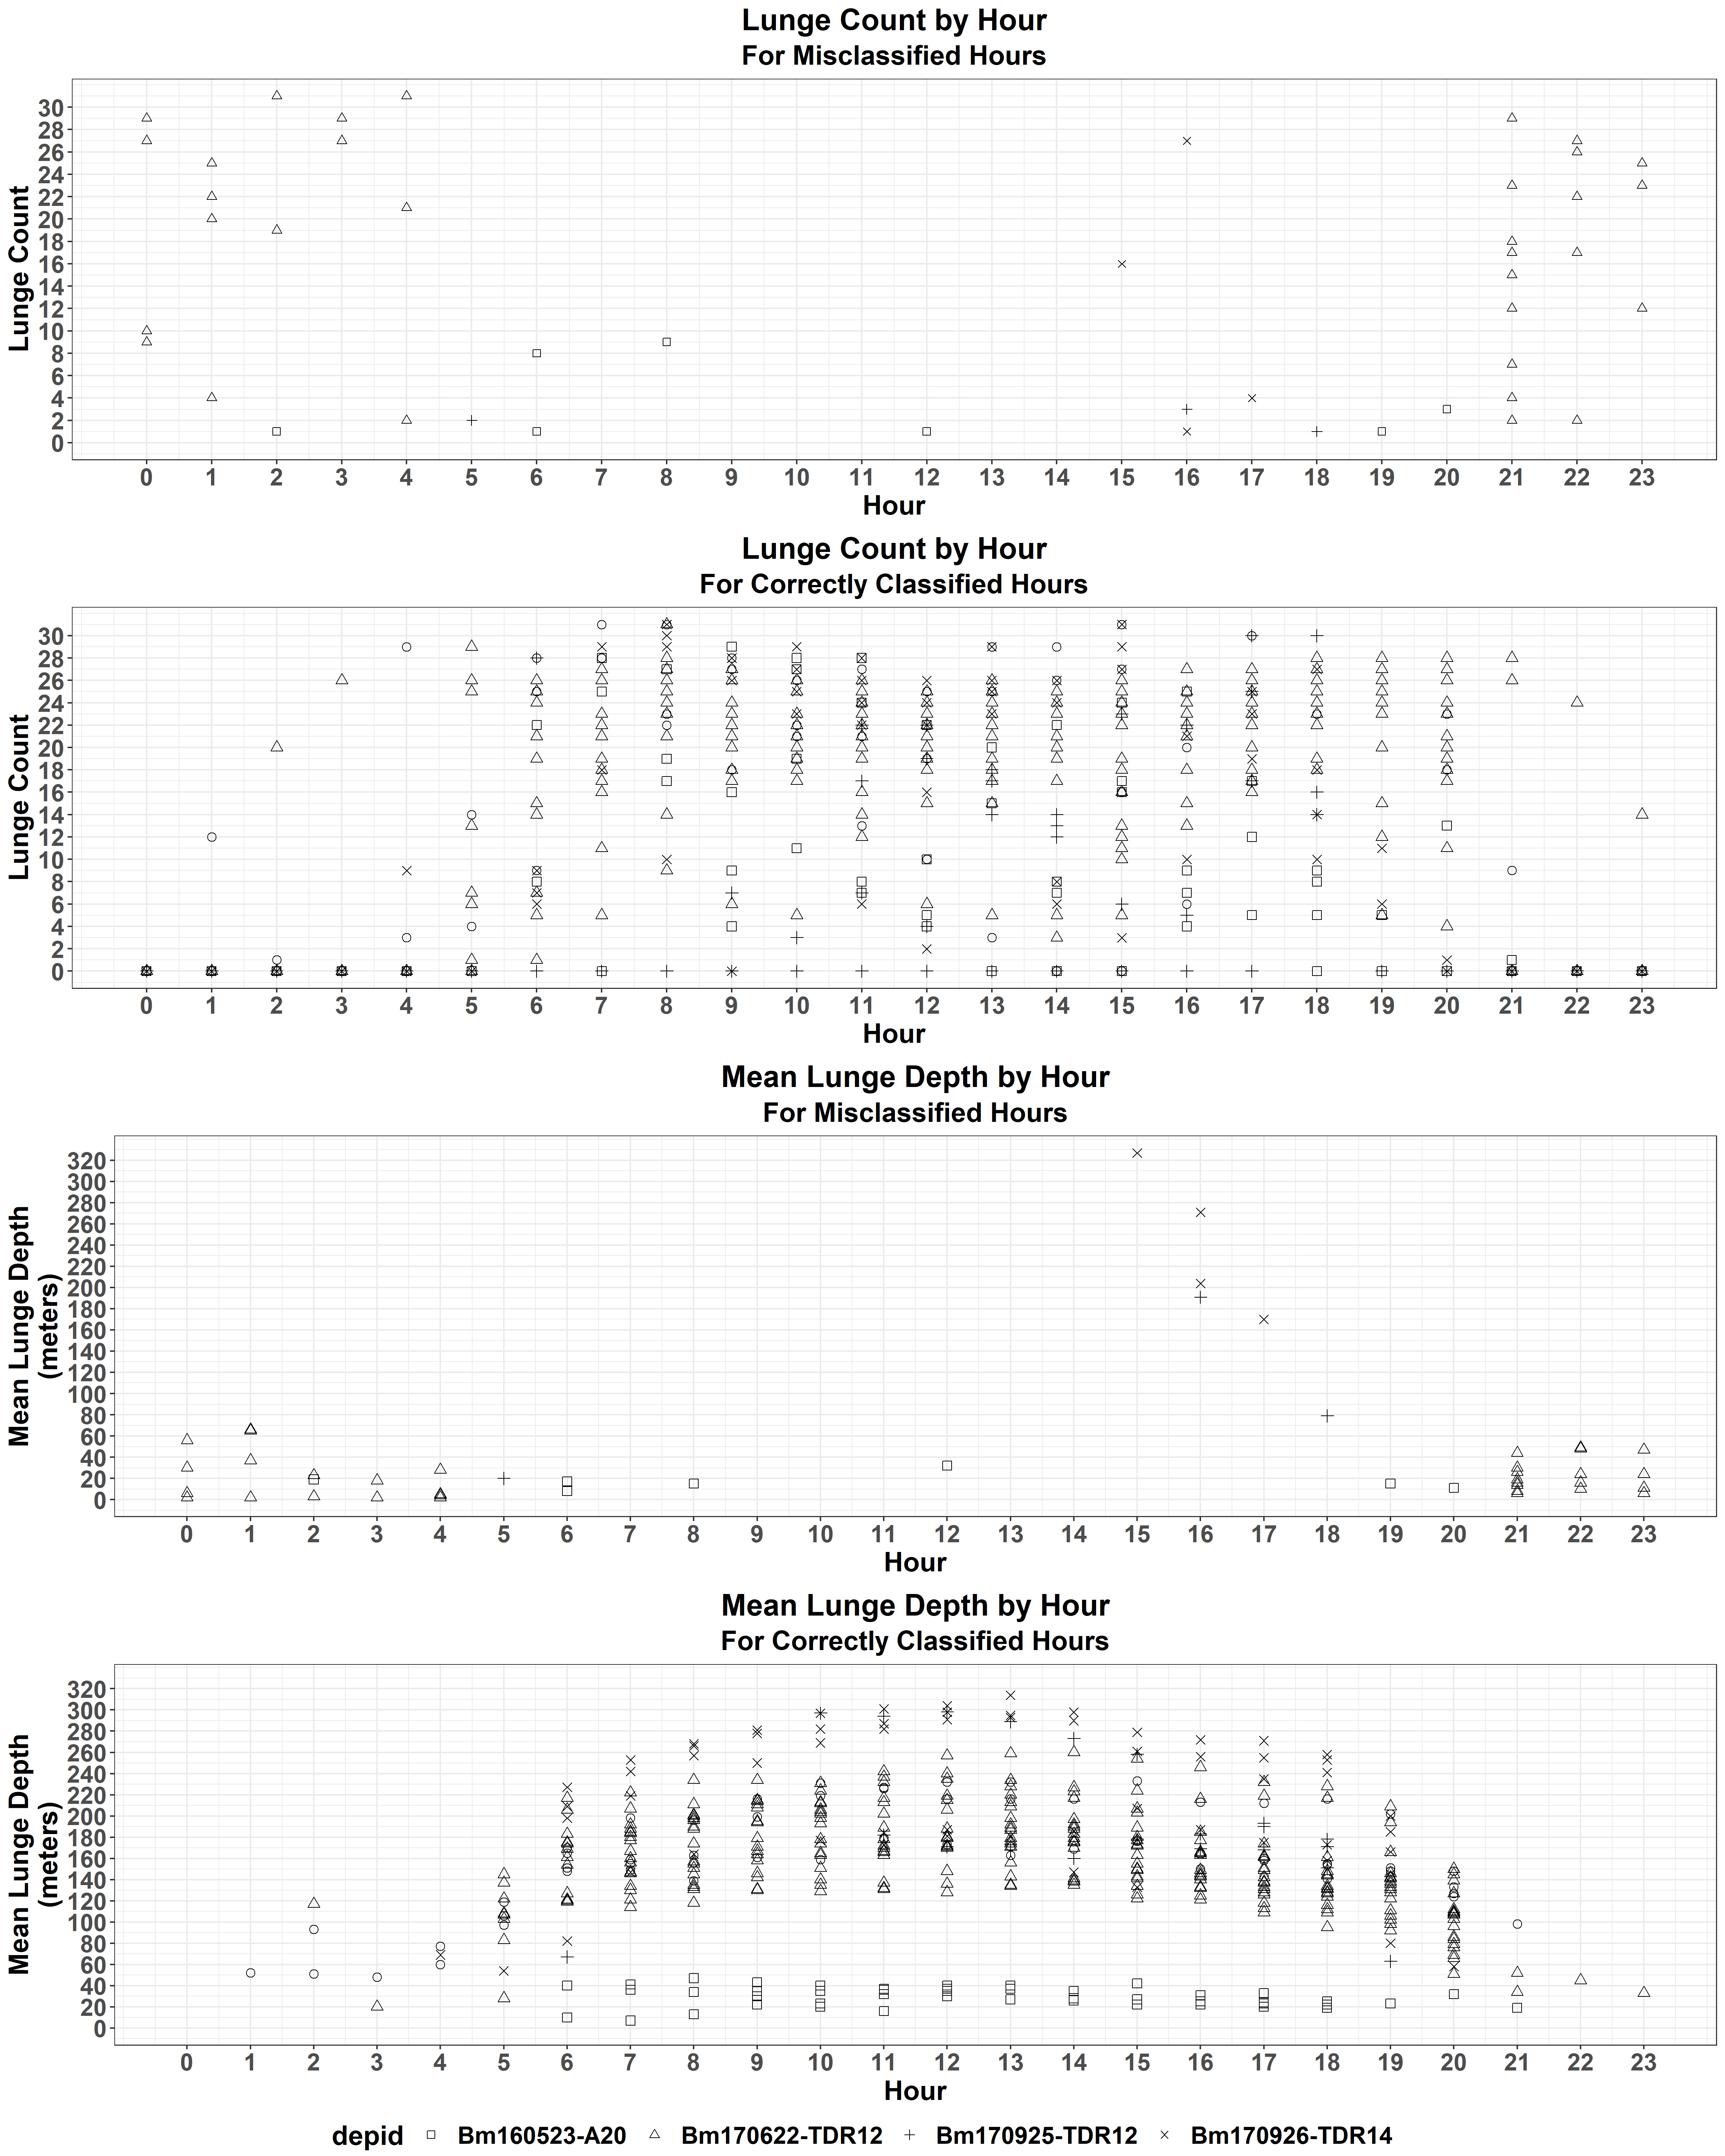 Lunge Count by Hour
For Misclassified Hours
Lunge Count
30
28
26
24
22
20
18
16
14
12
10
8
6
4
2
0
0 1 2 3 4 5 6 7 8 9 10 11 12 13 14 15 16 17 18 19 20 21 22 23
Hour
Lunge Count by Hour
For Correctly Classified Hours
Lunge Count
30
28
26
24
22
20
18
16
14
12
10
8
6
4
2
0
0 1 2 3 4 5 6 7 8 9 10 11 12 13 14 15 16 17 18 19 20 21 22 23
Hour
Mean Lunge Depth by Hour
For Misclassified Hours
Mean Lunge Depth
(meters)
320
300
280
260
240
220
200
180
160
140
120
100
80
60
40
20
0
0 1 2 3 4 5 6 7 8 9 10 11 12 13 14 15 16 17 18 19 20 21 22 23
Hour
Mean Lunge Depth by Hour
For Correctly Classified Hours
Mean Lunge Depth
(meters)
320
300
280
260
240
220
200
180
160
140
120
100
80
60
40
20
0
0 1 2 3 4 5 6 7 8 9 10 11 12 13 14 15 16 17 18 19 20 21 22 23
Hour
depid Bm160523-A20 Bm170622-TDR12 Bm170925-TDR12 Bm170926-TDR14